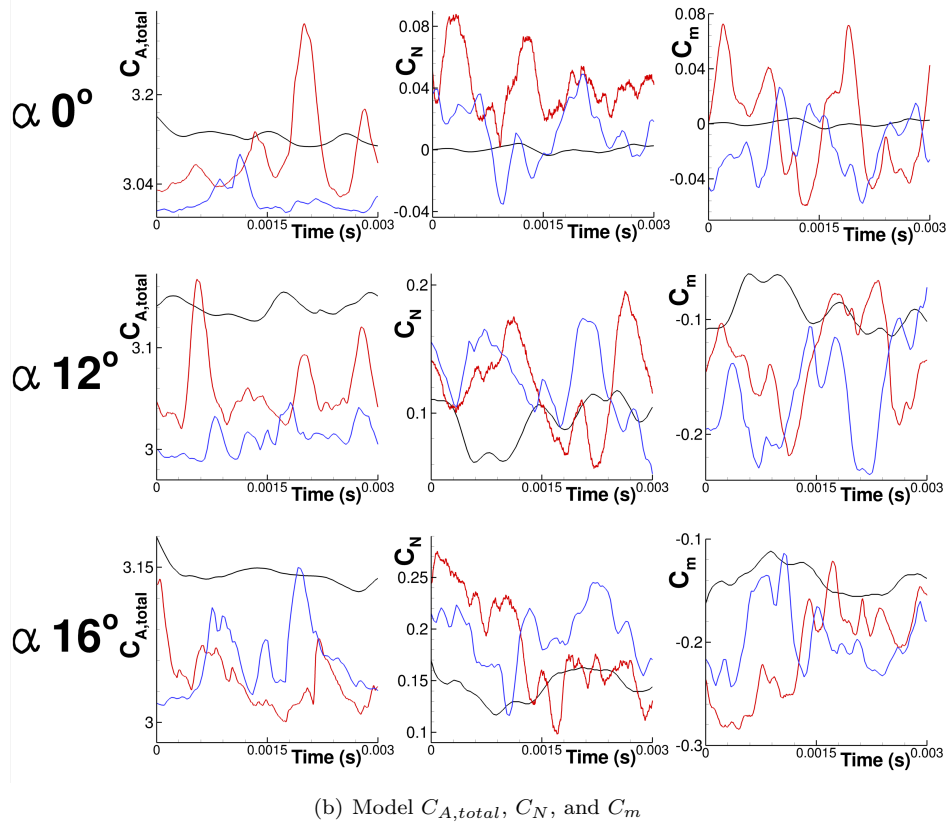 C_A,total
3.2
3.04
0
0.0015
0.003
Time (s)
C_N
0.08
0.04
0
-0.04
0
0.0015
0.003
Time (s)
C_m
0.08
0.04
0
-0.04
0
0.0015
0.003
Time (s)
∝ 0°
C_A,total
3.1
3
0
0.0015
0.003
Time (s)
C_N
0.2
0.1
0
0.0015
0.003
Time (s)
C_m
-0.1
-0.2
0
0.0015
0.003
Time (s)
∝ 12°
C_A,total
3.15
3
0
0.0015
0.003
Time (s)
C_N
0.25
0.2
0.15
0.1
0
0.0015
0.003
Time (s)
C_m
-0.1
-0.2
-0.3
0
0.0015
0.003
Time (s)
∝ 16°
(b) Model C_A,total, C_N, and C_m